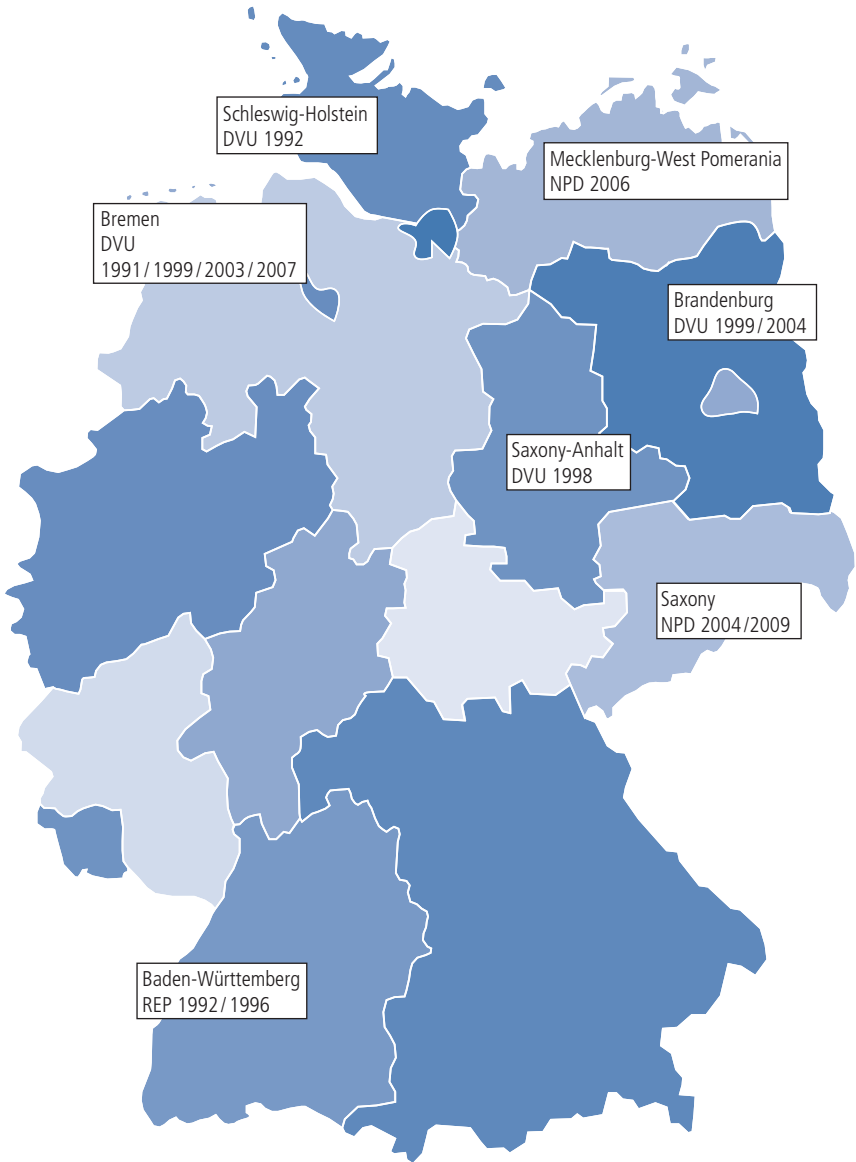 Schleswig-Holstein
DVU 1992
Mecklenburg-West Pomerania
NPD 2006
Bremen
DVU
1991/1999/2003/2007
Brandenburg
DVU 1999/2004
Saxony-Anhalt
DVU 1998
Saxony
NPD 2004/2009
Baden-Württemberg
REP 1992/1996